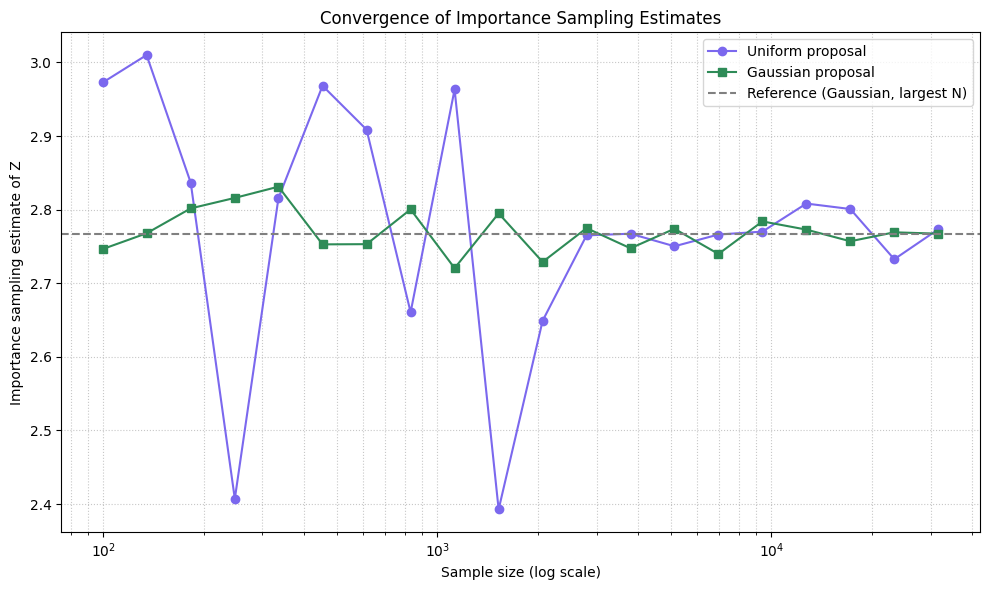 Convergence of Importance Sampling Estimates
Uniform proposal
Gaussian proposal
Reference (Gaussian, largest N)
Importance sampling estimate of Z
3.0
2.9
2.8
2.7
2.6
2.5
2.4
10²
10³
10⁴
Sample size (log scale)